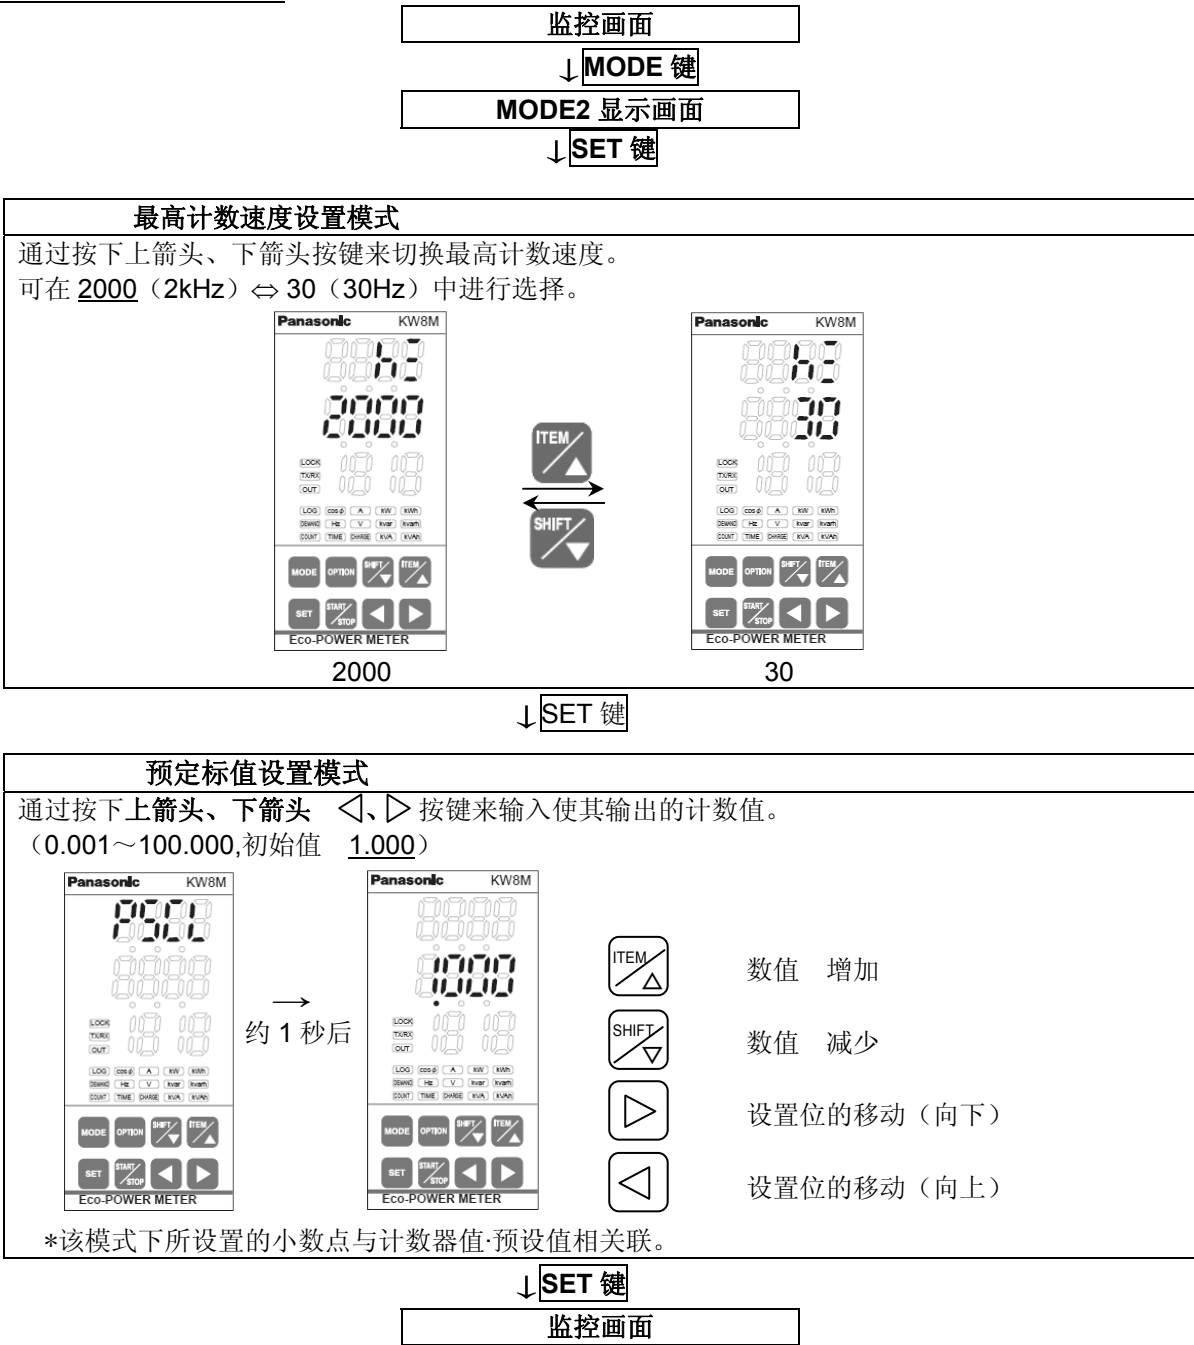 监控画面
↓MODE 键
MODE2 显示画面
↓SET 键
最高计数速度设置模式
通过按下上箭头、下箭头按键来切换最高计数速度。
可在 2000（2kHz）⇔ 30（30Hz）中进行选择。
Panasonic KW8M
2000
LOCK
TX/RX
OUT
LOG cosφ A kW kWh
DEMAND Hz V kvar kvarh
COUNT TIME CHARGE kVA kVAh
MODE OPTION SHIFT ITEM
SET START/STOP
Eco-POWER METER
2000
ITEM
SHIFT
Panasonic KW8M
30
LOCK
TX/RX
OUT
LOG cosφ A kW kWh
DEMAND Hz V kvar kvarh
COUNT TIME CHARGE kVA kVAh
MODE OPTION SHIFT ITEM
SET START/STOP
Eco-POWER METER
30
↓SET 键
预定标值设置模式
通过按下上箭头、下箭头 ◁、▷ 按键来输入使其输出的计数值。
（0.001～100.000,初始值 1.000）
Panasonic KW8M
PSCL
LOCK
TX/RX
OUT
LOG cosφ A kW kWh
DEMAND Hz V kvar kvarh
COUNT TIME CHARGE kVA kVAh
MODE OPTION SHIFT ITEM
SET START/STOP
Eco-POWER METER
→
约 1 秒后
Panasonic KW8M
1.000
LOCK
TX/RX
OUT
LOG cosφ A kW kWh
DEMAND Hz V kvar kvarh
COUNT TIME CHARGE kVA kVAh
MODE OPTION SHIFT ITEM
SET START/STOP
Eco-POWER METER
ITEM 数值 增加
SHIFT 数值 减少
▷ 设置位的移动（向下）
◁ 设置位的移动（向上）
*该模式下所设置的小数点与计数器值·预设值相关联。
↓SET 键
监控画面